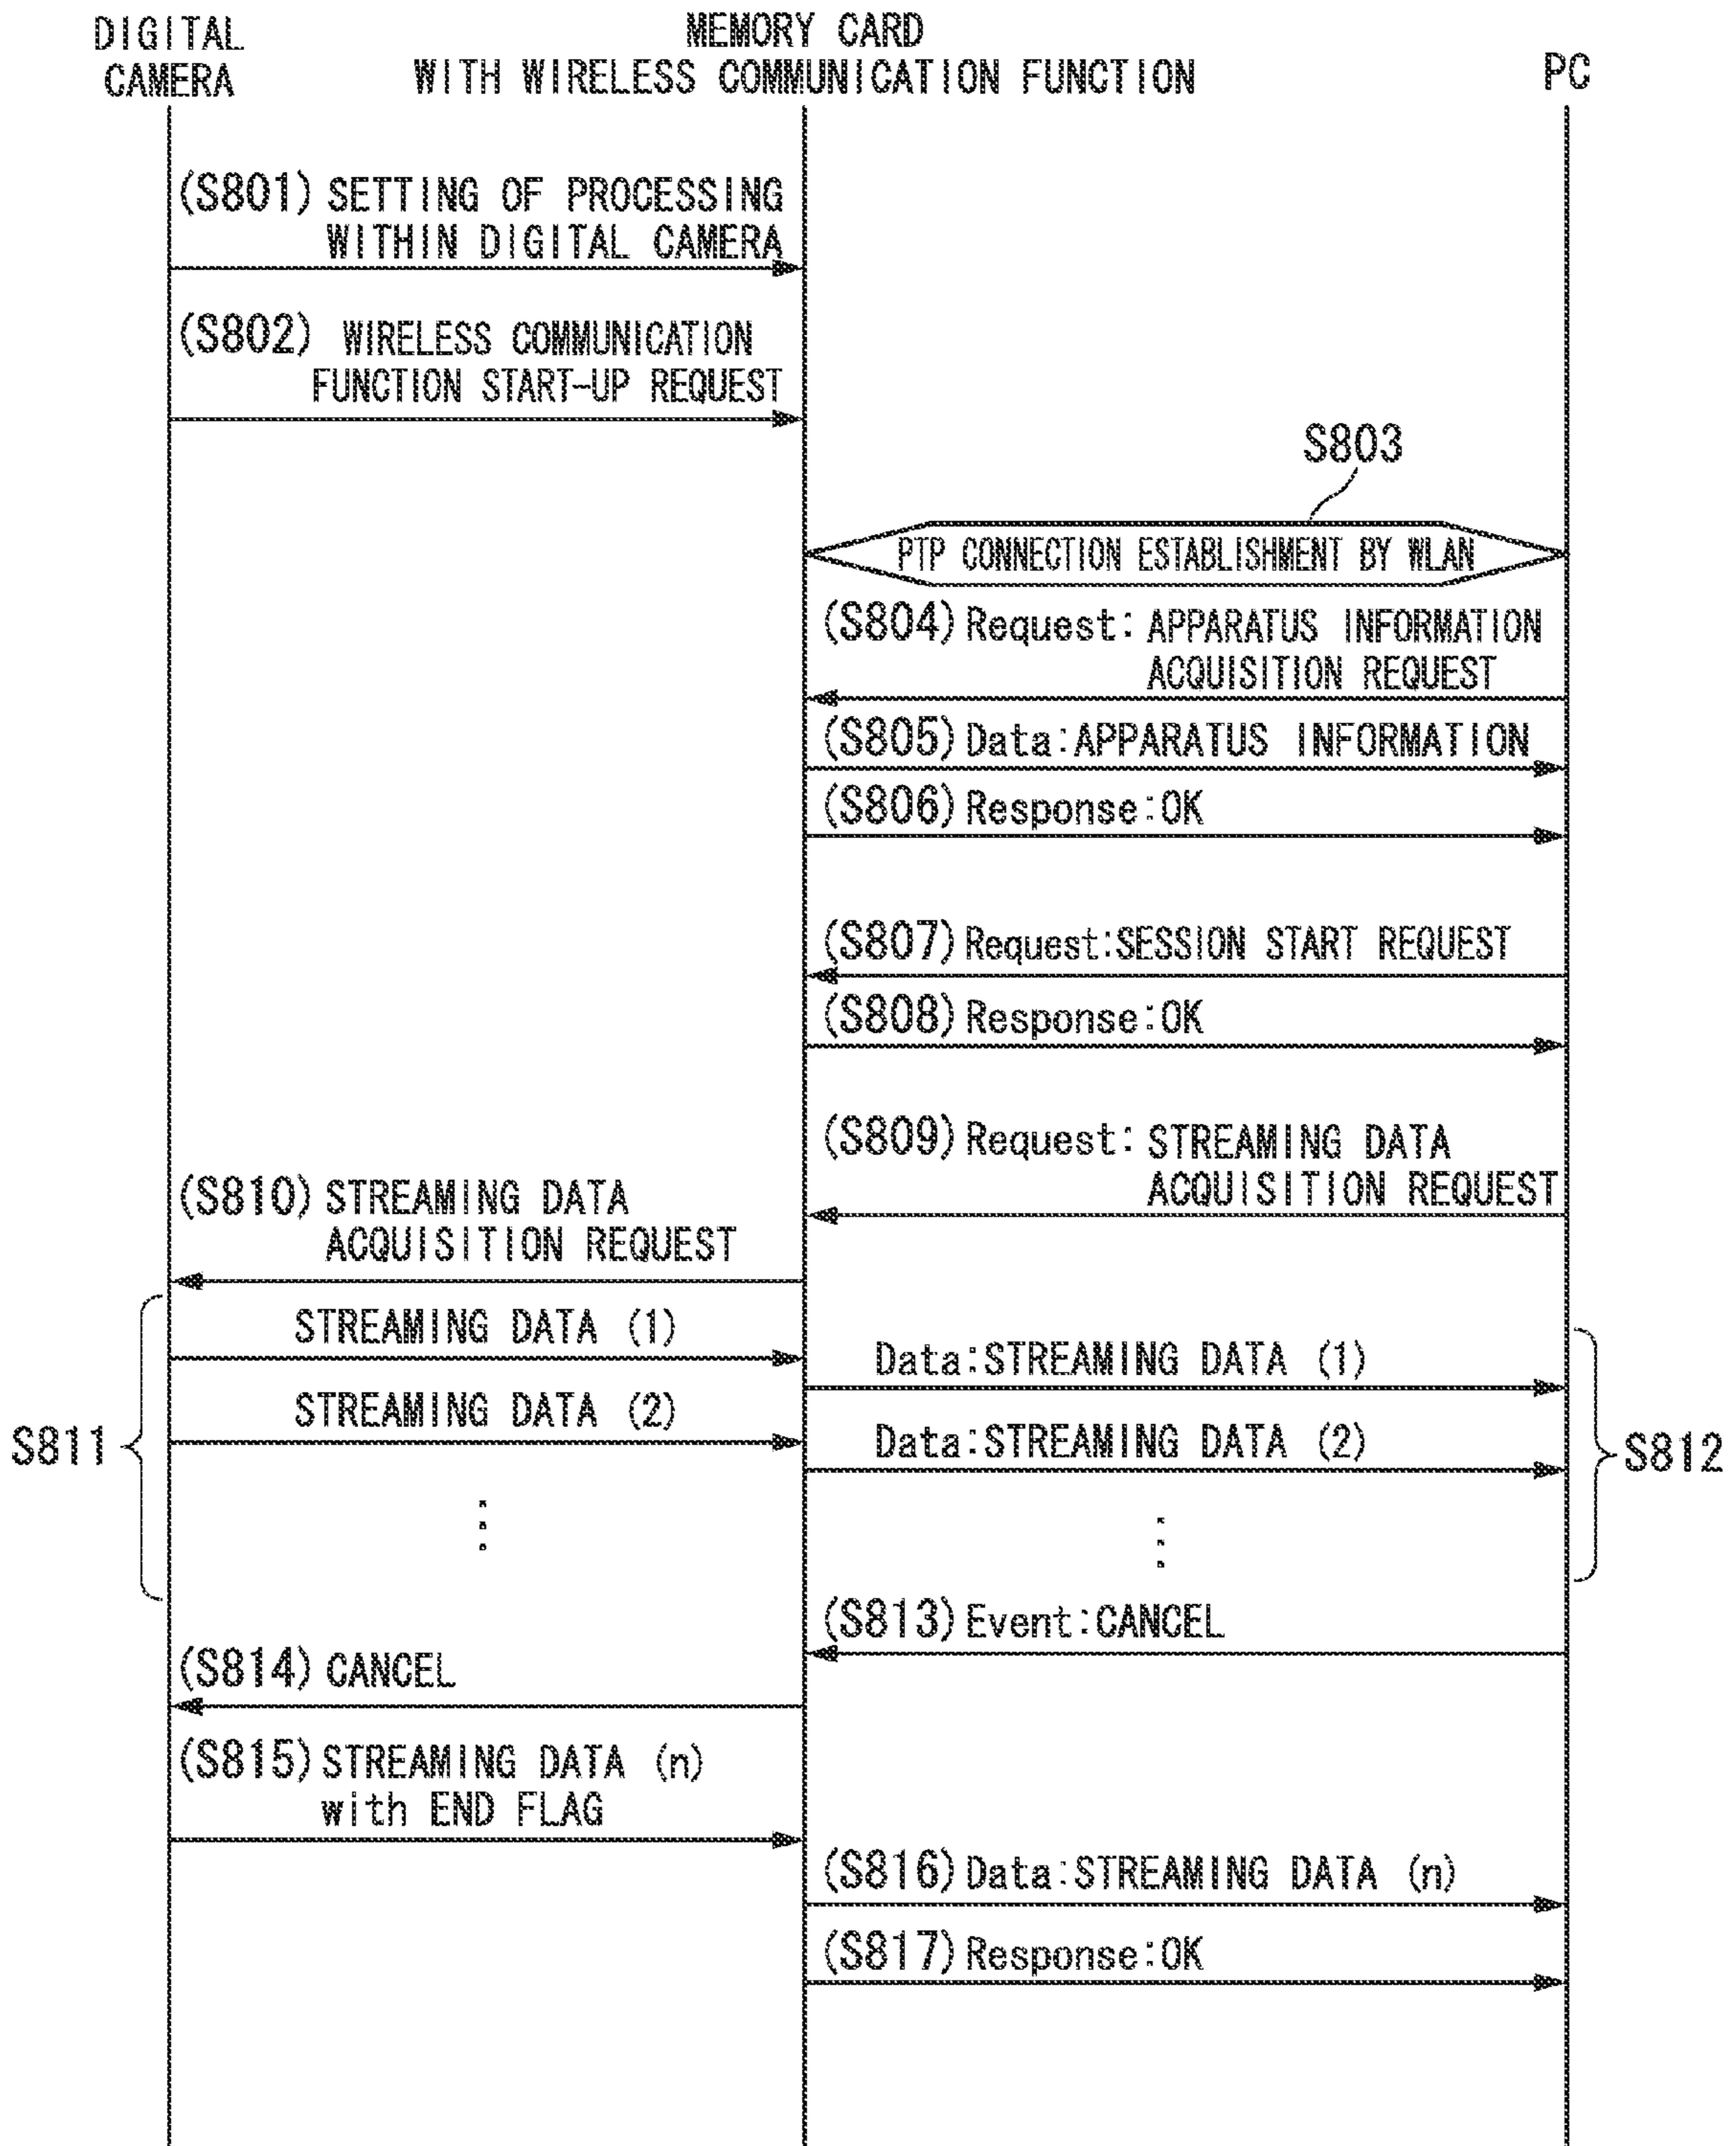 DIGITAL
CAMERA
MEMORY CARD
WITH WIRELESS COMMUNICATION FUNCTION
PC
(S801) SETTING OF PROCESSING
WITHIN DIGITAL CAMERA
(S802) WIRELESS COMMUNICATION
FUNCTION START-UP REQUEST
S803
PTP CONNECTION ESTABLISHMENT BY WLAN
(S804) Request: APPARATUS INFORMATION
ACQUISITION REQUEST
(S805) Data:APPARATUS INFORMATION
(S806) Response:OK
(S807) Request:SESSION START REQUEST
(S808) Response:OK
(S809) Request: STREAMING DATA
ACQUISITION REQUEST
(S810) STREAMING DATA
ACQUISITION REQUEST
STREAMING DATA (1)
Data:STREAMING DATA (1)
STREAMING DATA (2)
Data:STREAMING DATA (2)
S811
S812
(S813) Event:CANCEL
(S814) CANCEL
(S815) STREAMING DATA (n)
with END FLAG
(S816) Data:STREAMING DATA (n)
(S817) Response:OK